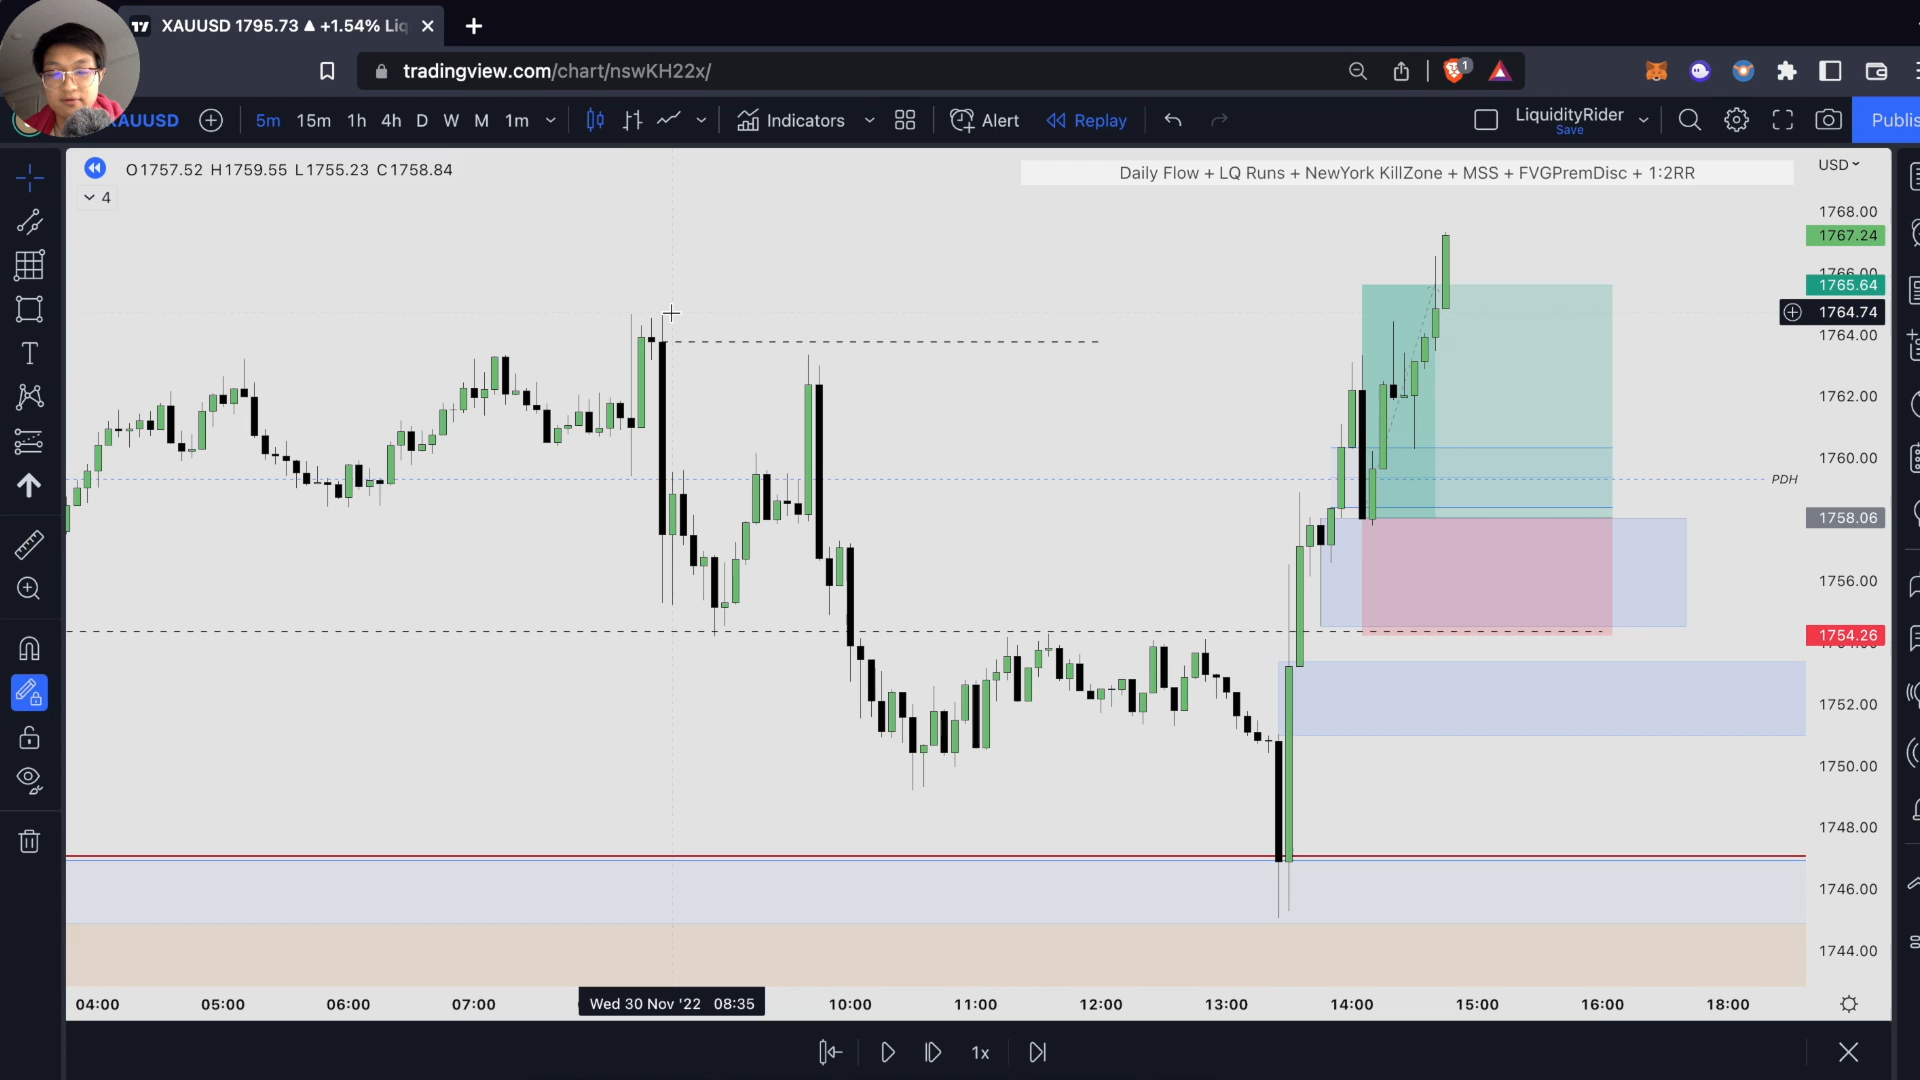 XAUUSD 1795.73 ▲ +1.54% Liq
tradingview.com/chart/nswKH22x/
1
XAUUSD
5m 15m 1h 4h D W M 1m
Indicators
Alert
Replay
LiquidityRider
Save
Publis
O1757.52 H1759.55 L1755.23 C1758.84
4
Daily Flow + LQ Runs + NewYork KillZone + MSS + FVGPremDisc + 1:2RR
USD
1768.00
1767.24
1766.00
1765.64
1764.74
1764.00
1762.00
1760.00
PDH
1758.06
1756.00
1754.26
1752.00
1750.00
1748.00
1746.00
1744.00
04:00 05:00 06:00 07:00 Wed 30 Nov '22 08:35 10:00 11:00 12:00 13:00 14:00 15:00 16:00 18:00
1x